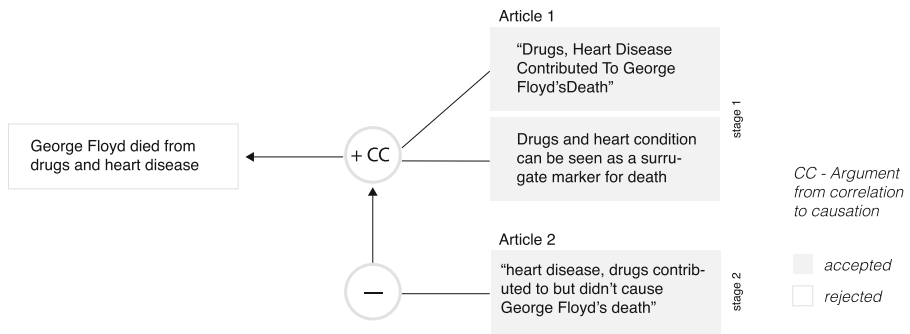 Article 1
“Drugs, Heart Disease
Contributed To George
Floyd'sDeath”
stage 1
George Floyd died from
drugs and heart disease
+ CC
Drugs and heart condition
can be seen as a surru-
gate marker for death
CC - Argument
from correlation
to causation
Article 2
“heart disease, drugs contrib-
uted to but didn't cause
George Floyd's death”
stage 2
–
accepted
rejected